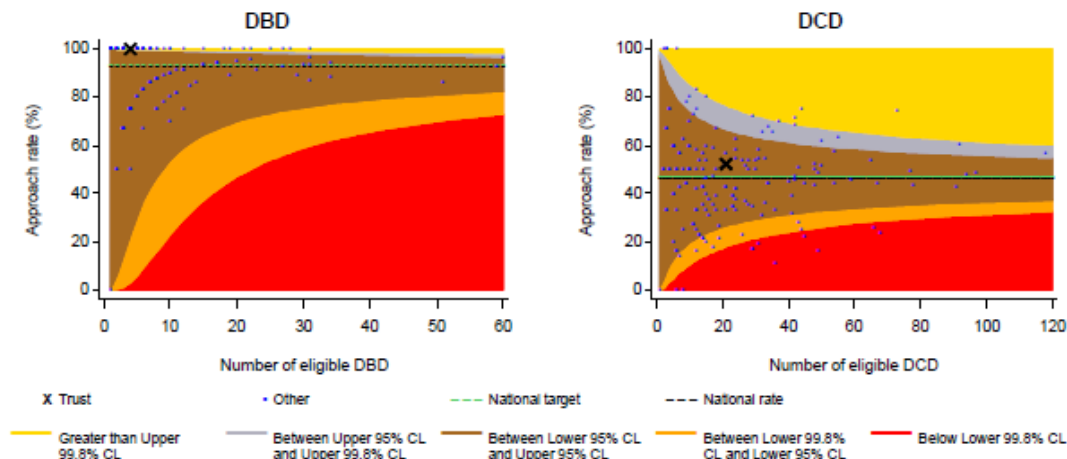 DBD
DCD
100
80
60
40
20
0
Approach rate (%)
0 10 20 30 40 50 60
Number of eligible DBD
100
80
60
40
20
0
Approach rate (%)
0 20 40 60 80 100 120
Number of eligible DCD
X Trust
Other
National target
National rate
Greater than Upper
99.8% CL
Between Upper 95% CL
and Upper 99.8% CL
Between Lower 95% CL
and Upper 95% CL
Between Lower 99.8%
CL and Lower 95% CL
Below Lower 99.8% CL